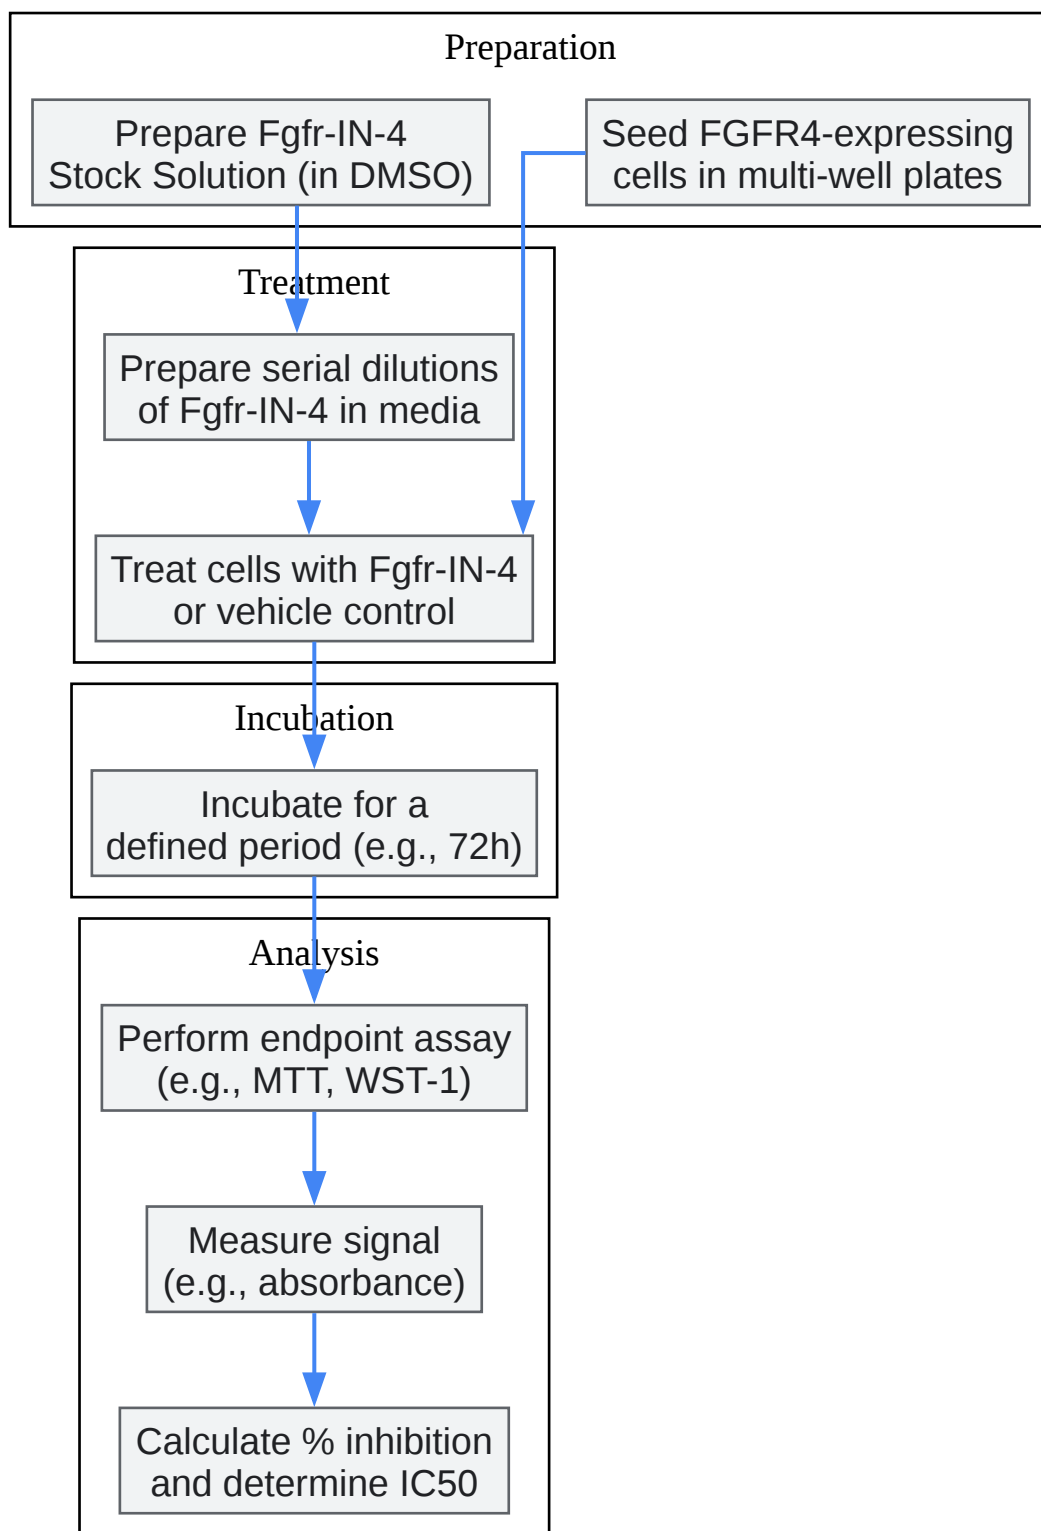 Preparation
Prepare Fgfr-IN-4
Stock Solution (in DMSO)
Seed FGFR4-expressing
cells in multi-well plates
Treatment
Prepare serial dilutions
of Fgfr-IN-4 in media
Treat cells with Fgfr-IN-4
or vehicle control
Incubation
Incubate for a
defined period (e.g., 72h)
Analysis
Perform endpoint assay
(e.g., MTT, WST-1)
Measure signal
(e.g., absorbance)
Calculate % inhibition
and determine IC50